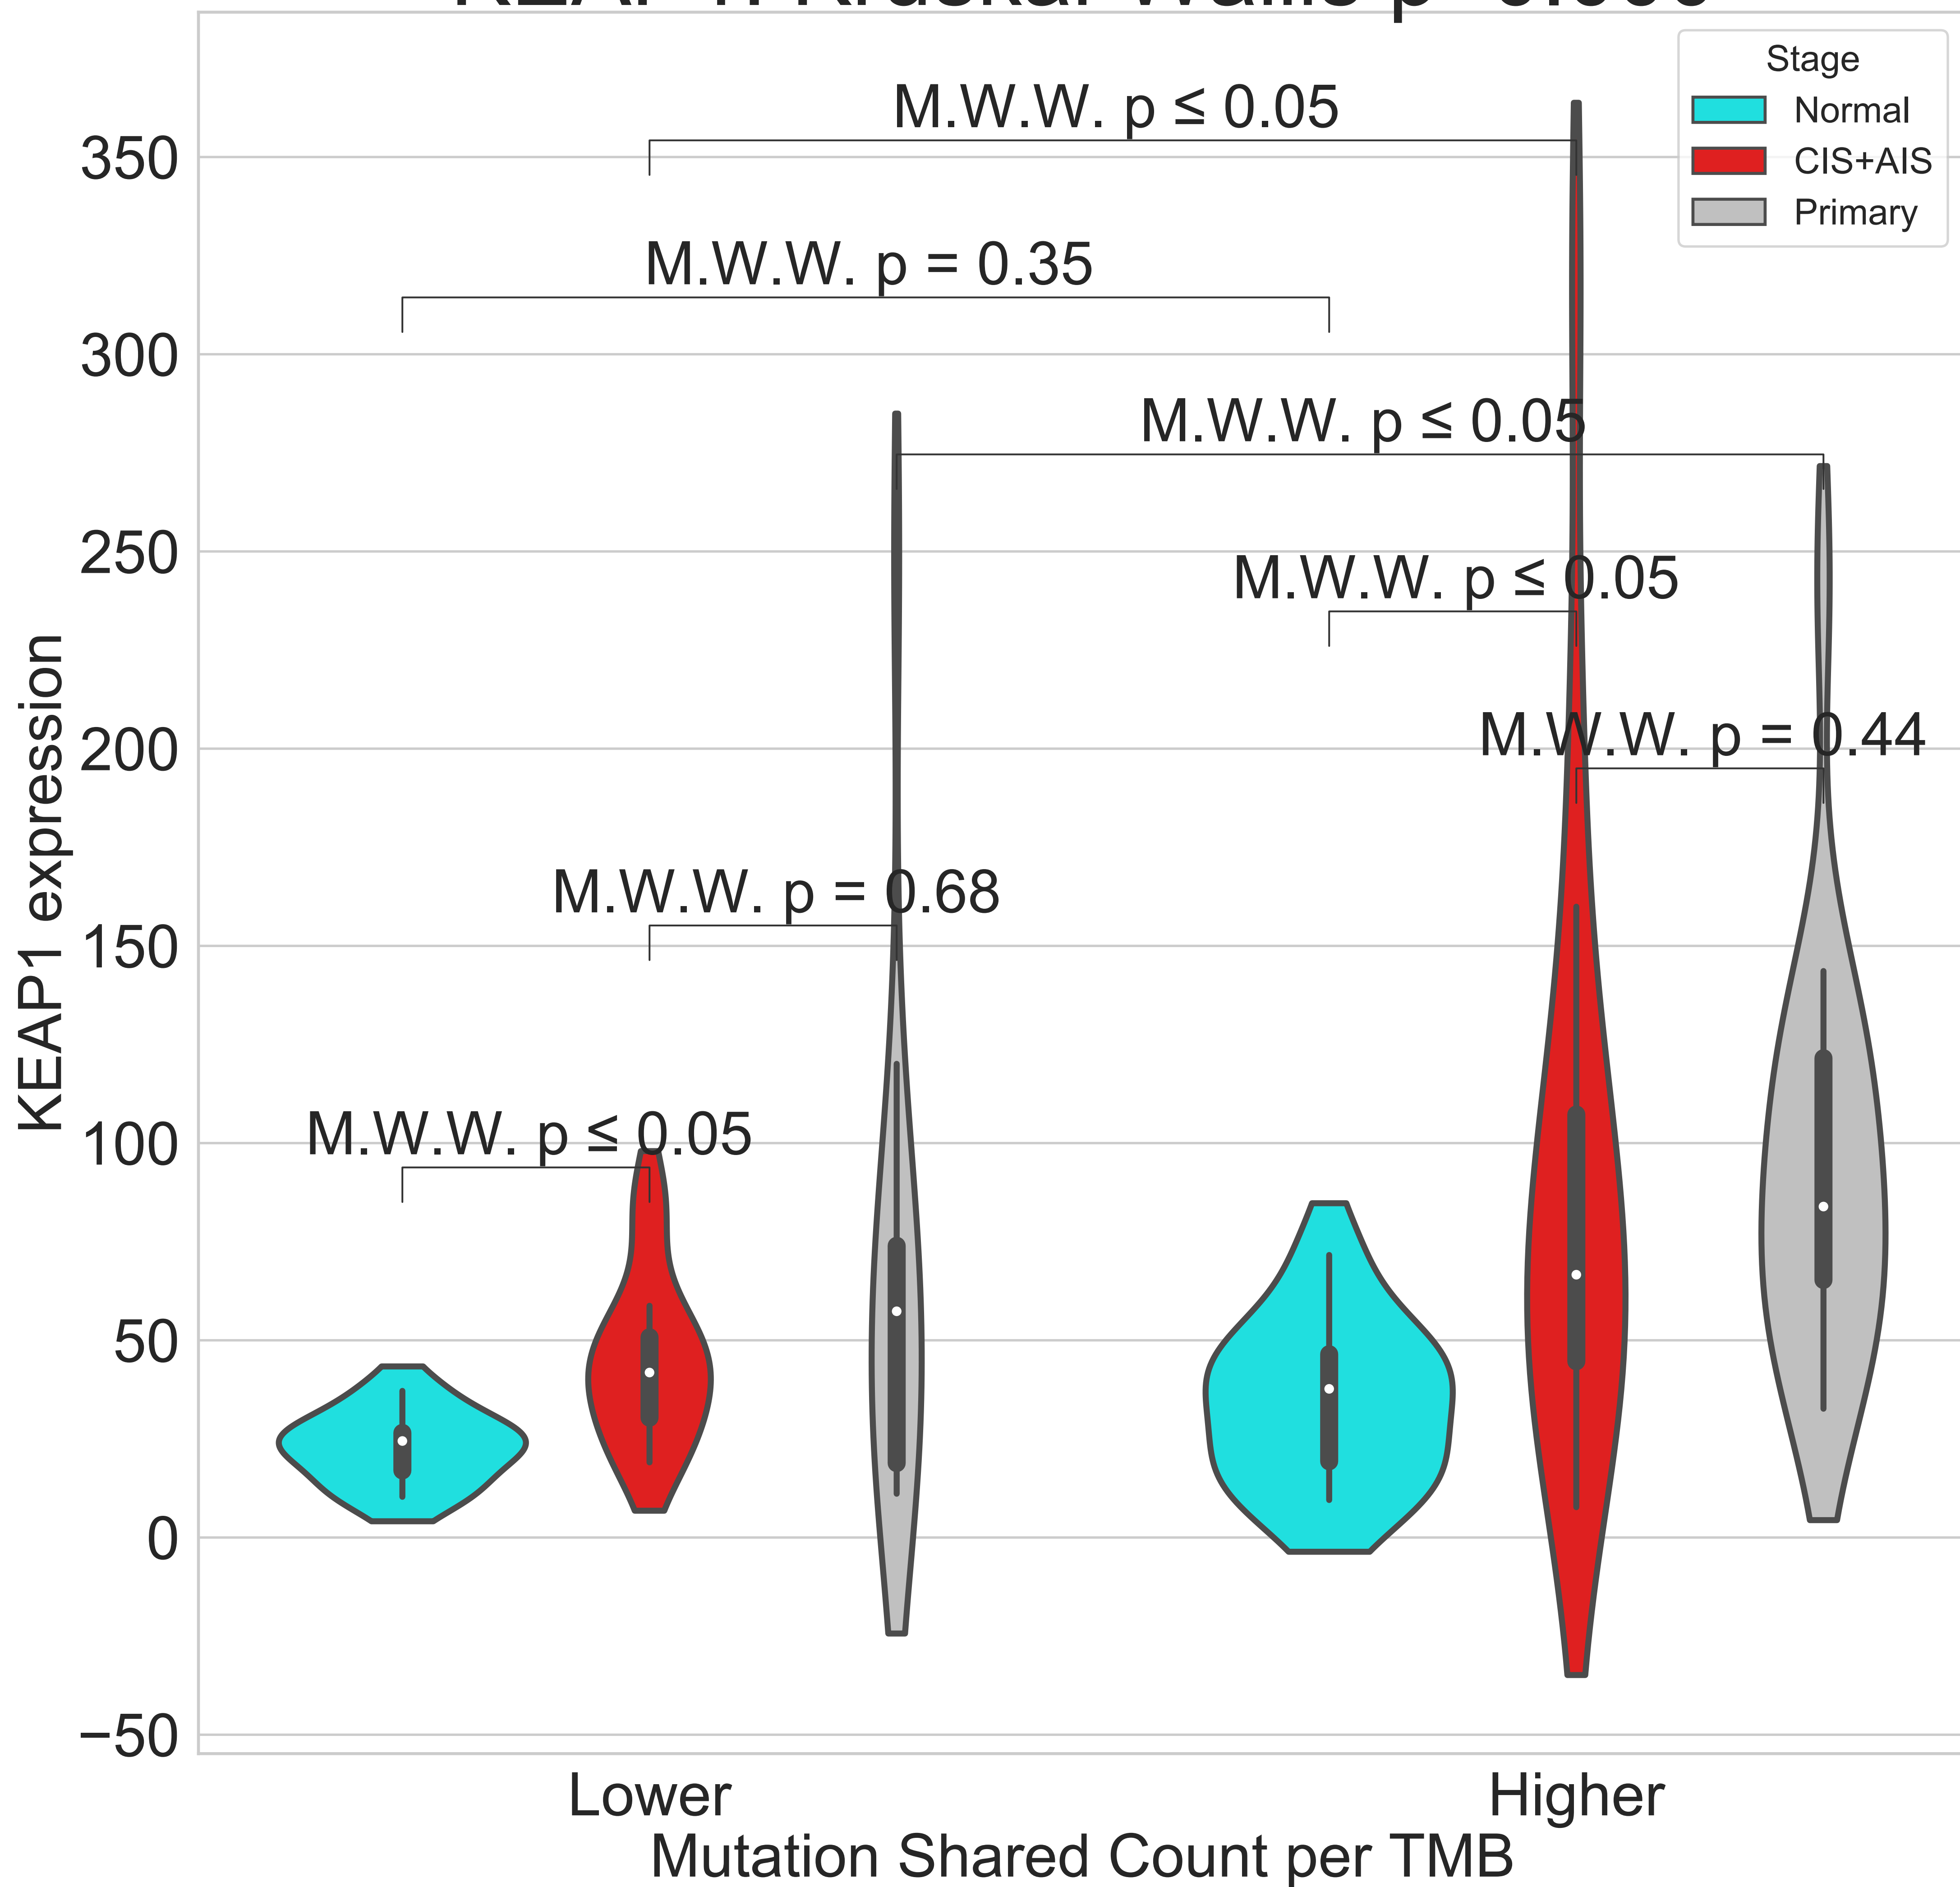 Stage
Normal
CIS+AIS
Primary
M.W.W. p ≤ 0.05
M.W.W. p = 0.35
M.W.W. p ≤ 0.05
M.W.W. p ≤ 0.05
M.W.W. p = 0.44
M.W.W. p = 0.68
M.W.W. p ≤ 0.05
350
300
250
200
150
100
50
0
−50
KEAP1 expression
Lower
Higher
Mutation Shared Count per TMB